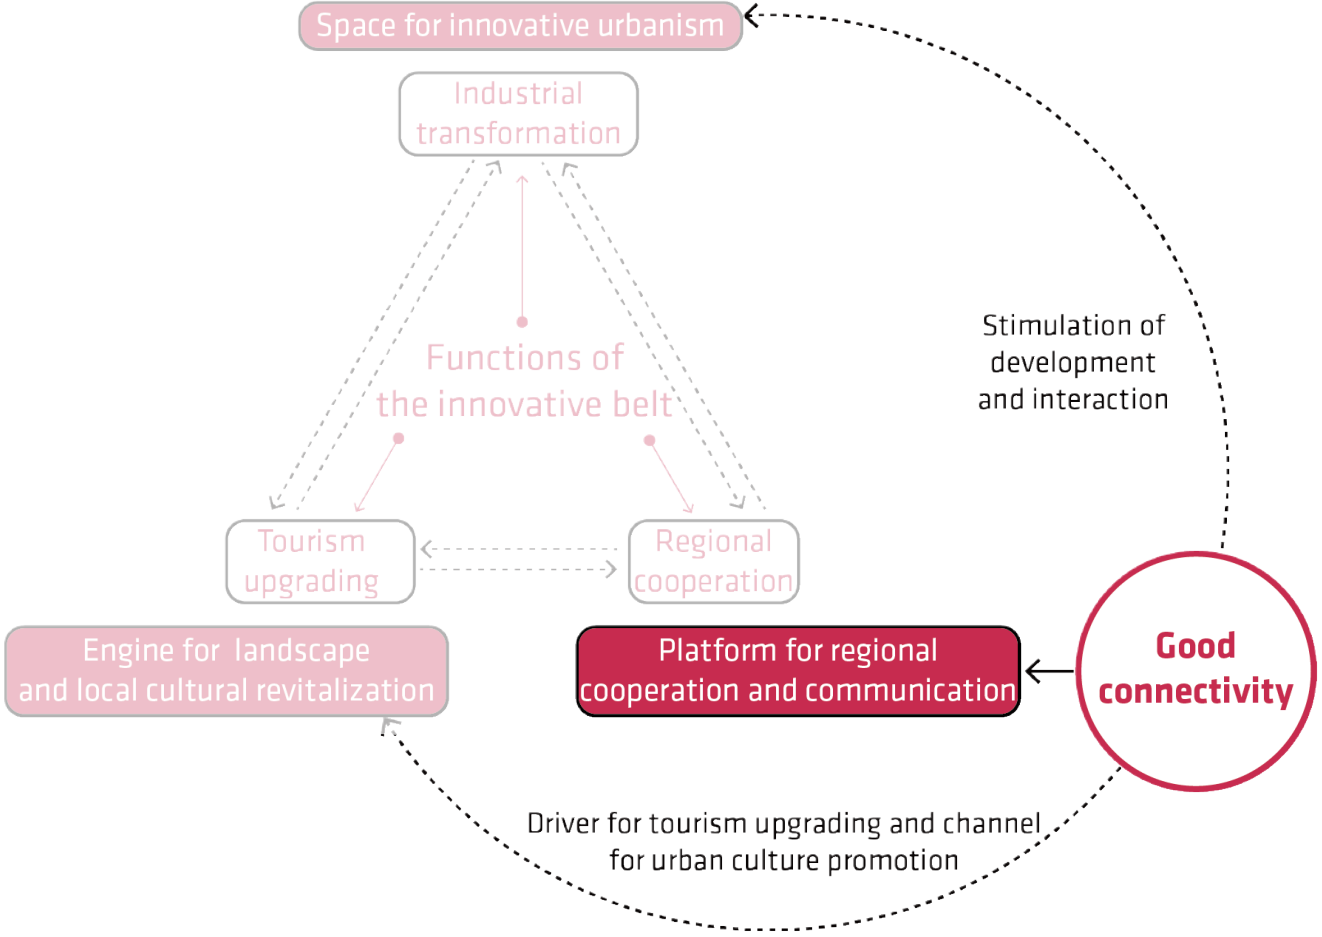 Space for innovative urbanism
Industrial
transformation
Functions of
the innovative belt
Stimulation of
development
and interaction
Tourism
upgrading
Regional
cooperation
Engine for landscape
and local cultural revitalization
Platform for regional
cooperation and communication
Good
connectivity
Driver for tourism upgrading and channel
for urban culture promotion